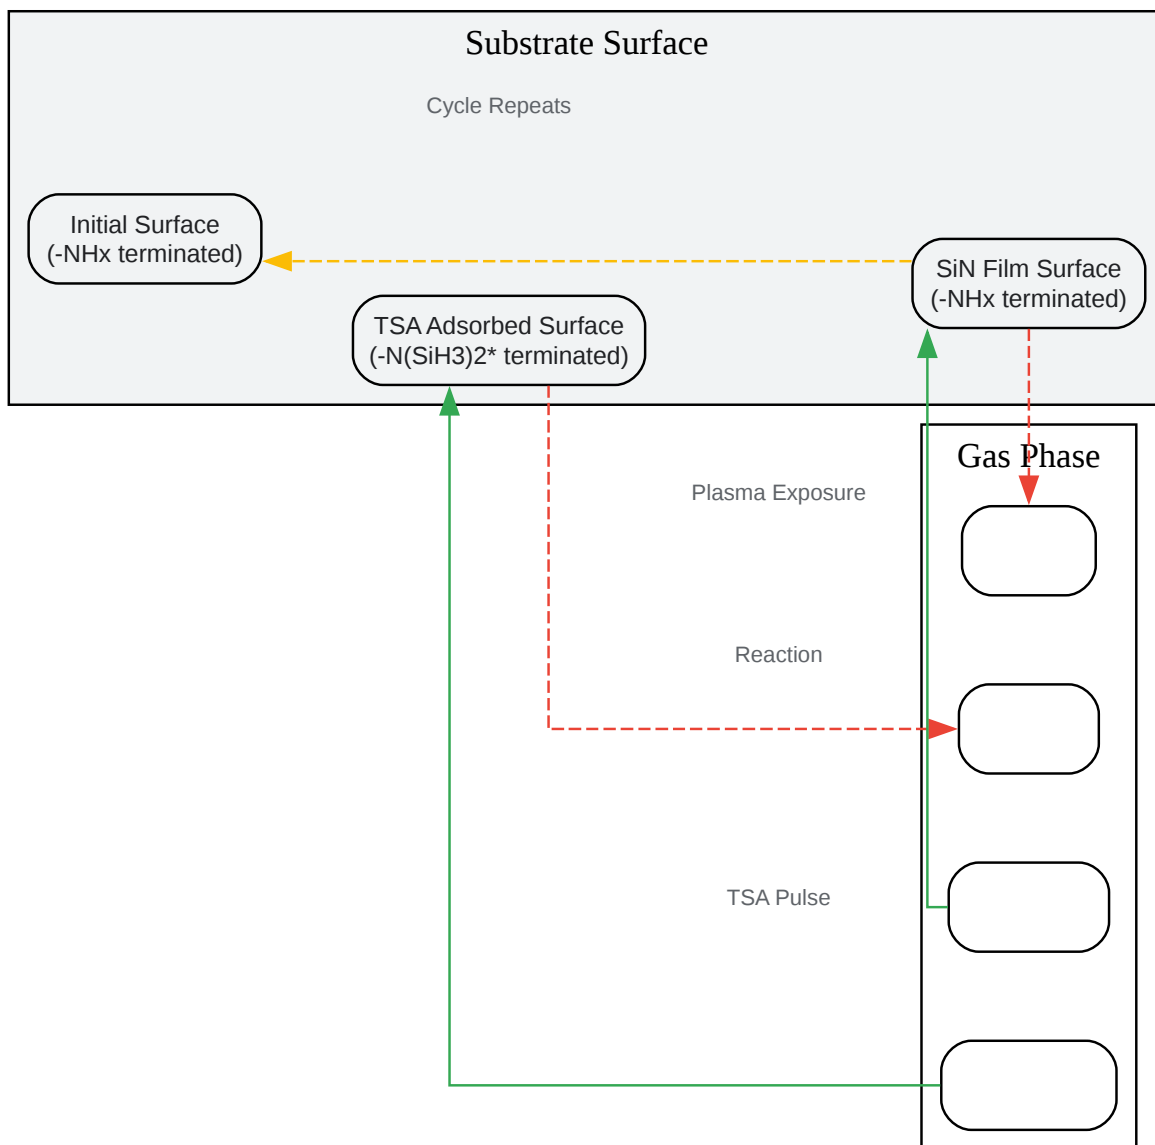 Substrate Surface
Cycle Repeats
Initial Surface
(-NHx terminated)
SiN Film Surface
(-NHx terminated)
TSA Adsorbed Surface
(-N(SiH3)2* terminated)
Gas Phase
Plasma Exposure
Reaction
TSA Pulse